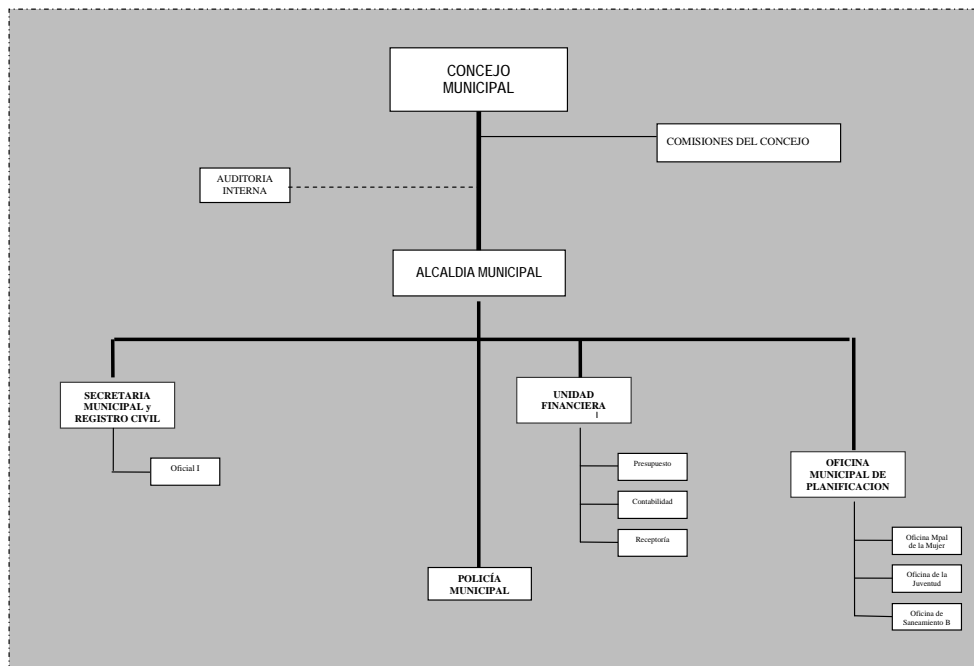 CONCEJO
MUNICIPAL
COMISIONES DEL CONCEJO
AUDITORIA
INTERNA
ALCALDIA MUNICIPAL
SECRETARIA
MUNICIPAL y
REGISTRO CIVIL
Oficial I
UNIDAD
FINANCIERA
l
Presupuesto
Contabilidad
Receptoría
OFICINA
MUNICIPAL DE
PLANIFICACION
Oficina Mpal
de la Mujer
Oficina de la
Juventud
Oficina de
Saneamiento B
POLICÍA
MUNICIPAL